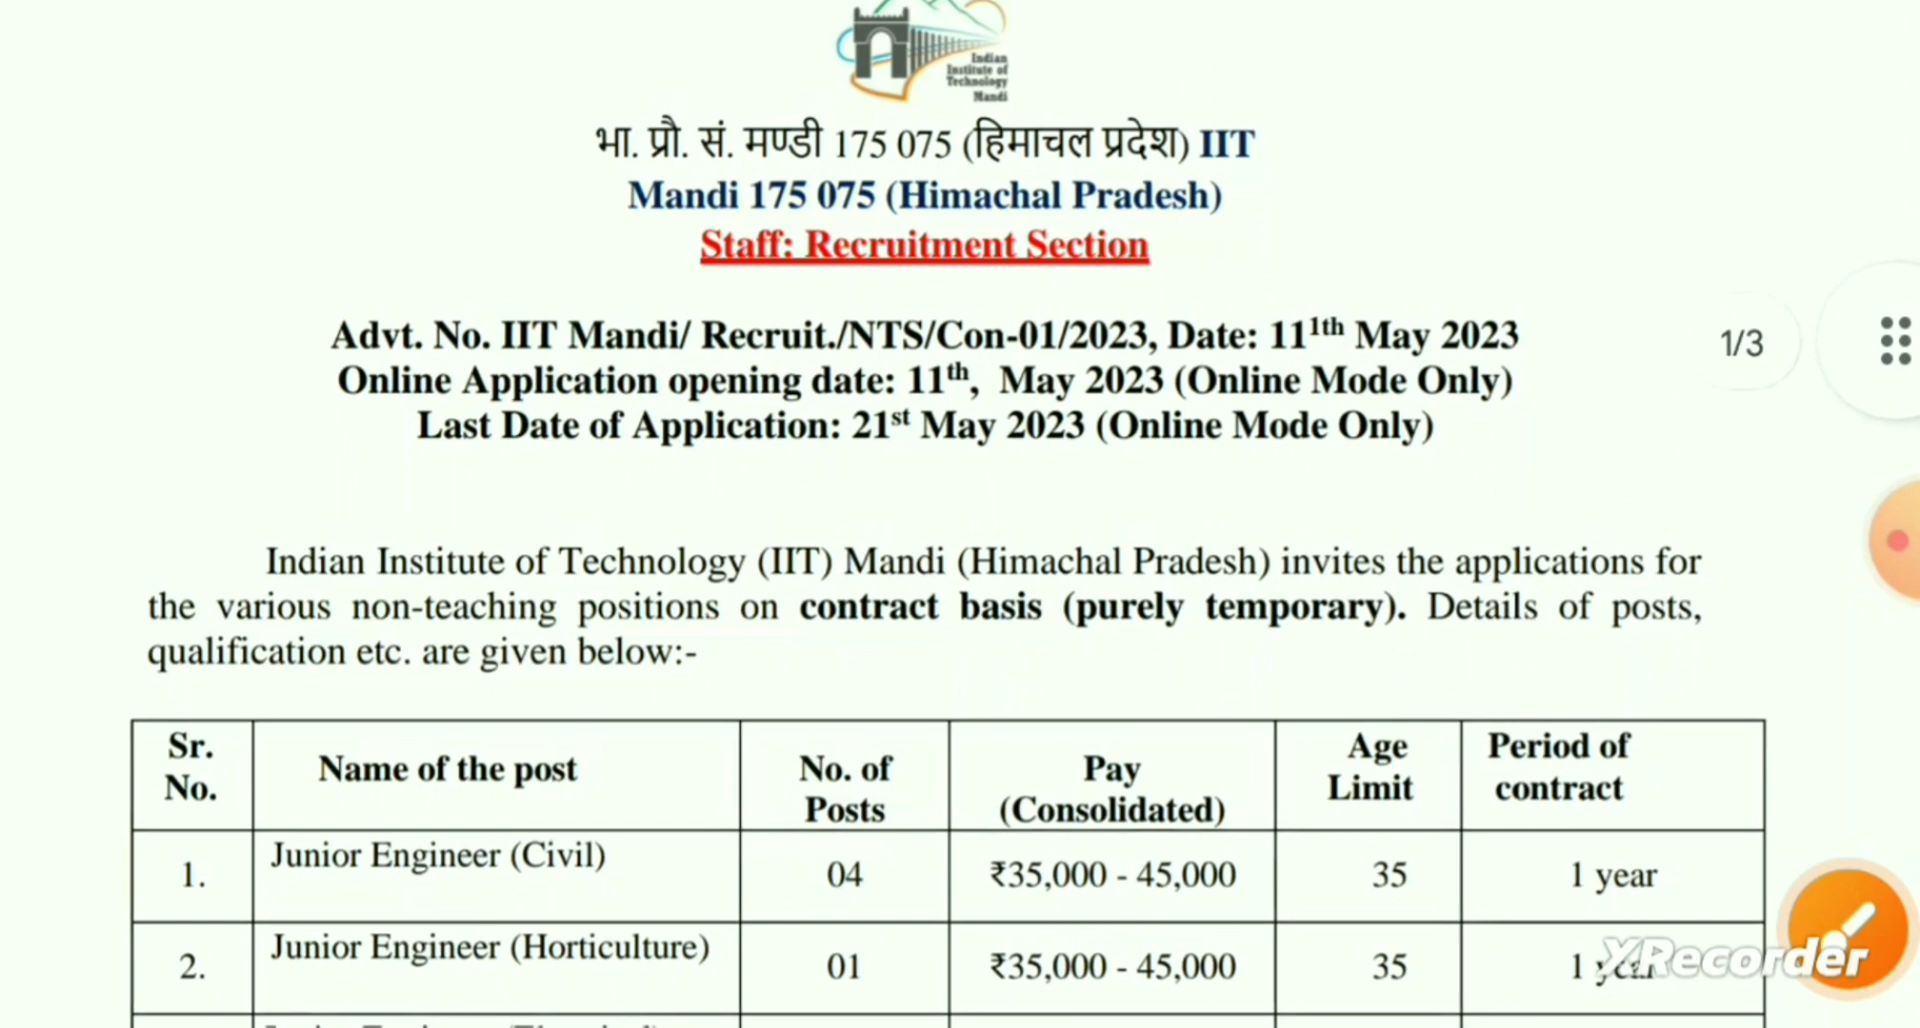 Indian
Institute of
Technology
Mandi
भा. प्रौ. सं. मण्डी 175 075 (हिमाचल प्रदेश) IIT
Mandi 175 075 (Himachal Pradesh)
Staff: Recruitment Section
Advt. No. IIT Mandi/ Recruit./NTS/Con-01/2023, Date: 111th May 2023
Online Application opening date: 11th, May 2023 (Online Mode Only)
Last Date of Application: 21st May 2023 (Online Mode Only)
1/3
Indian Institute of Technology (IIT) Mandi (Himachal Pradesh) invites the applications for
the various non-teaching positions on contract basis (purely temporary). Details of posts,
qualification etc. are given below:-
Sr. No. Name of the post No. of Posts Pay (Consolidated) Age Limit Period of contract
1. Junior Engineer (Civil) 04 ₹35,000 - 45,000 35 1 year
2. Junior Engineer (Horticulture) 01 ₹35,000 - 45,000 35 1 year
XRecorder